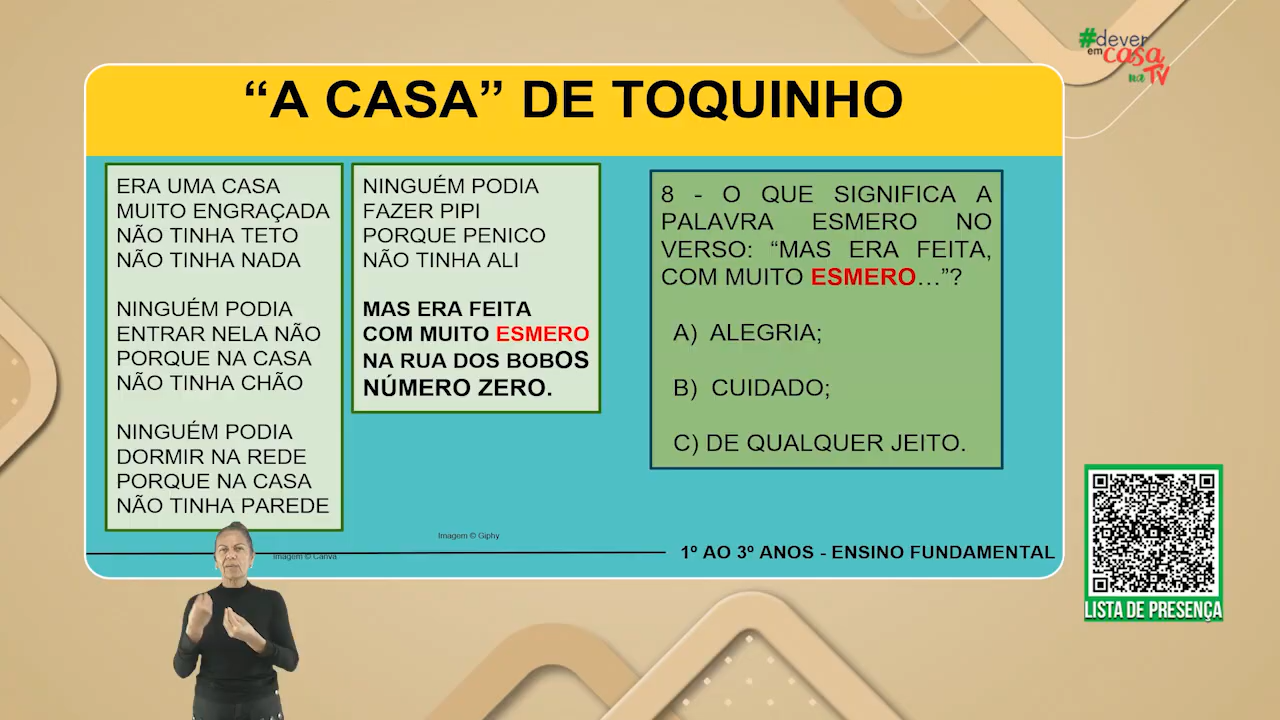 #dever
em casa
na TV
“A CASA” DE TOQUINHO
ERA UMA CASA
MUITO ENGRAÇADA
NÃO TINHA TETO
NÃO TINHA NADA
NINGUÉM PODIA
ENTRAR NELA NÃO
PORQUE NA CASA
NÃO TINHA CHÃO
NINGUÉM PODIA
DORMIR NA REDE
PORQUE NA CASA
NÃO TINHA PAREDE
NINGUÉM PODIA
FAZER PIPI
PORQUE PENICO
NÃO TINHA ALI
MAS ERA FEITA
COM MUITO ESMERO
NA RUA DOS BOBOS
NÚMERO ZERO.
8 - O QUE SIGNIFICA A
PALAVRA ESMERO NO
VERSO: “MAS ERA FEITA,
COM MUITO ESMERO...”?
A) ALEGRIA;
B) CUIDADO;
C) DE QUALQUER JEITO.
Imagem © Giphy
Imagem © Canva
1º AO 3º ANOS - ENSINO FUNDAMENTAL
LISTA DE PRESENÇA